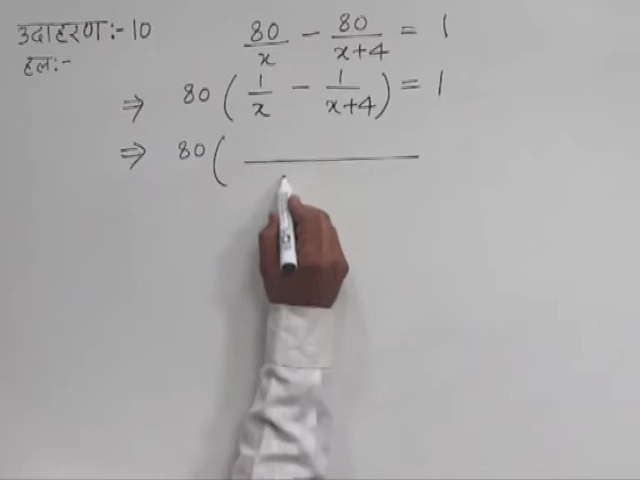 उदाहरण:- 10
80/x - 80/x+4 = 1
हल:-
⇒ 80 ( 1/x - 1/x+4 ) = 1
⇒ 80 (